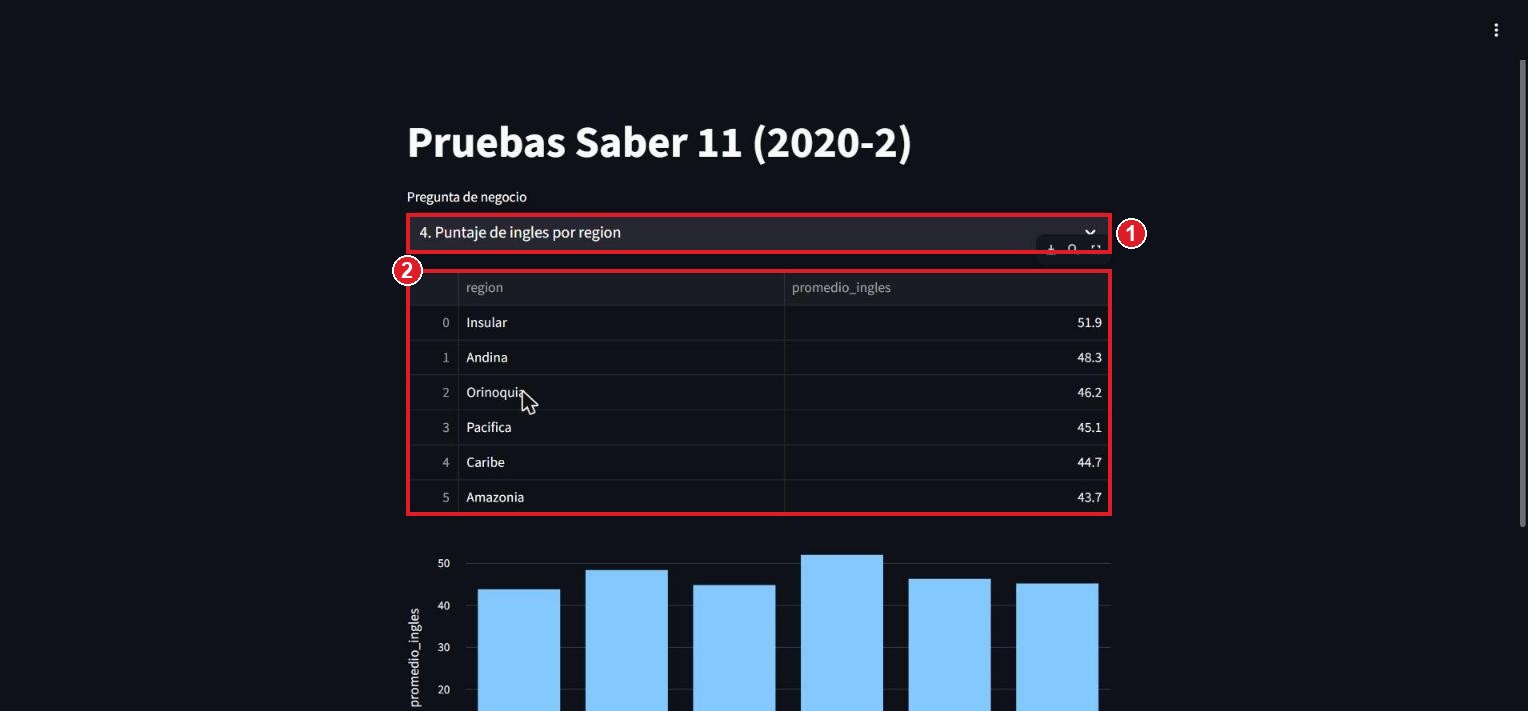 Pruebas Saber 11 (2020-2)
Pregunta de negocio
4. Puntaje de ingles por region
1
2
region promedio_ingles
0 Insular 51.9
1 Andina 48.3
2 Orinoquia 46.2
3 Pacifica 45.1
4 Caribe 44.7
5 Amazonia 43.7
50
40
30
20
promedio_ingles